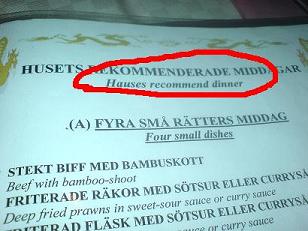 HUSETS REKOMMENDERADE MIDDAGAR
Hauses recommend dinner
.(A) FYRA SMÅ RÄTTERS MIDDAG
Four small dishes
STEKT BIFF MED BAMBUSKOTT
Beef with bamboo-shoot
FRITERADE RÄKOR MED SÖTSUR ELLER CURRYSÅ
Deep fried prawns in sweet-sour sauce or curry sauce
FRITERAD FLÄSK MED SÖTSUR ELLER CURRYSÅ
sauce or curry sauce